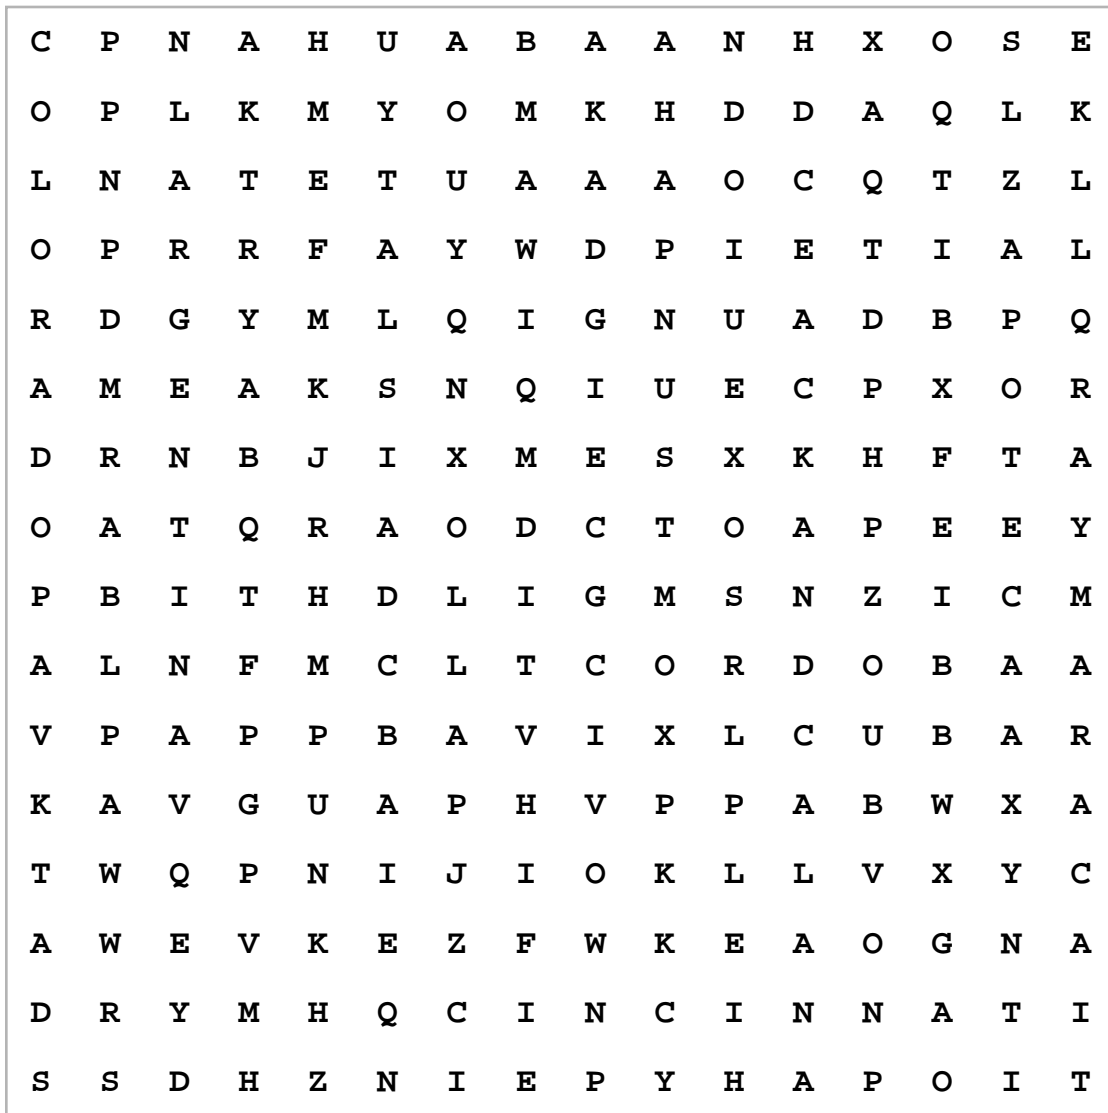 C P N A H U A B A A N H X O S E
O P L K M Y O M K H D D A Q L K
L N A T E T U A A A O C Q T Z L
O P R R F A Y W D P I E T I A L
R D G Y M L Q I G N U A D B P Q
A M E A K S N Q I U E C P X O R
D R N B J I X M E S X K H F T A
O A T Q R A O D C T O A P E E Y
P B I T H D L I G M S N Z I C M
A L N F M C L T C O R D O B A A
V P A P P B A V I X L C U B A R
K A V G U A P H V P P A B W X A
T W Q P N I J I O K L L V X Y C
A W E V K E Z F W K E A O G N A
D R Y M H Q C I N C I N N A T I
S S D H Z N I E P Y H A P O I T